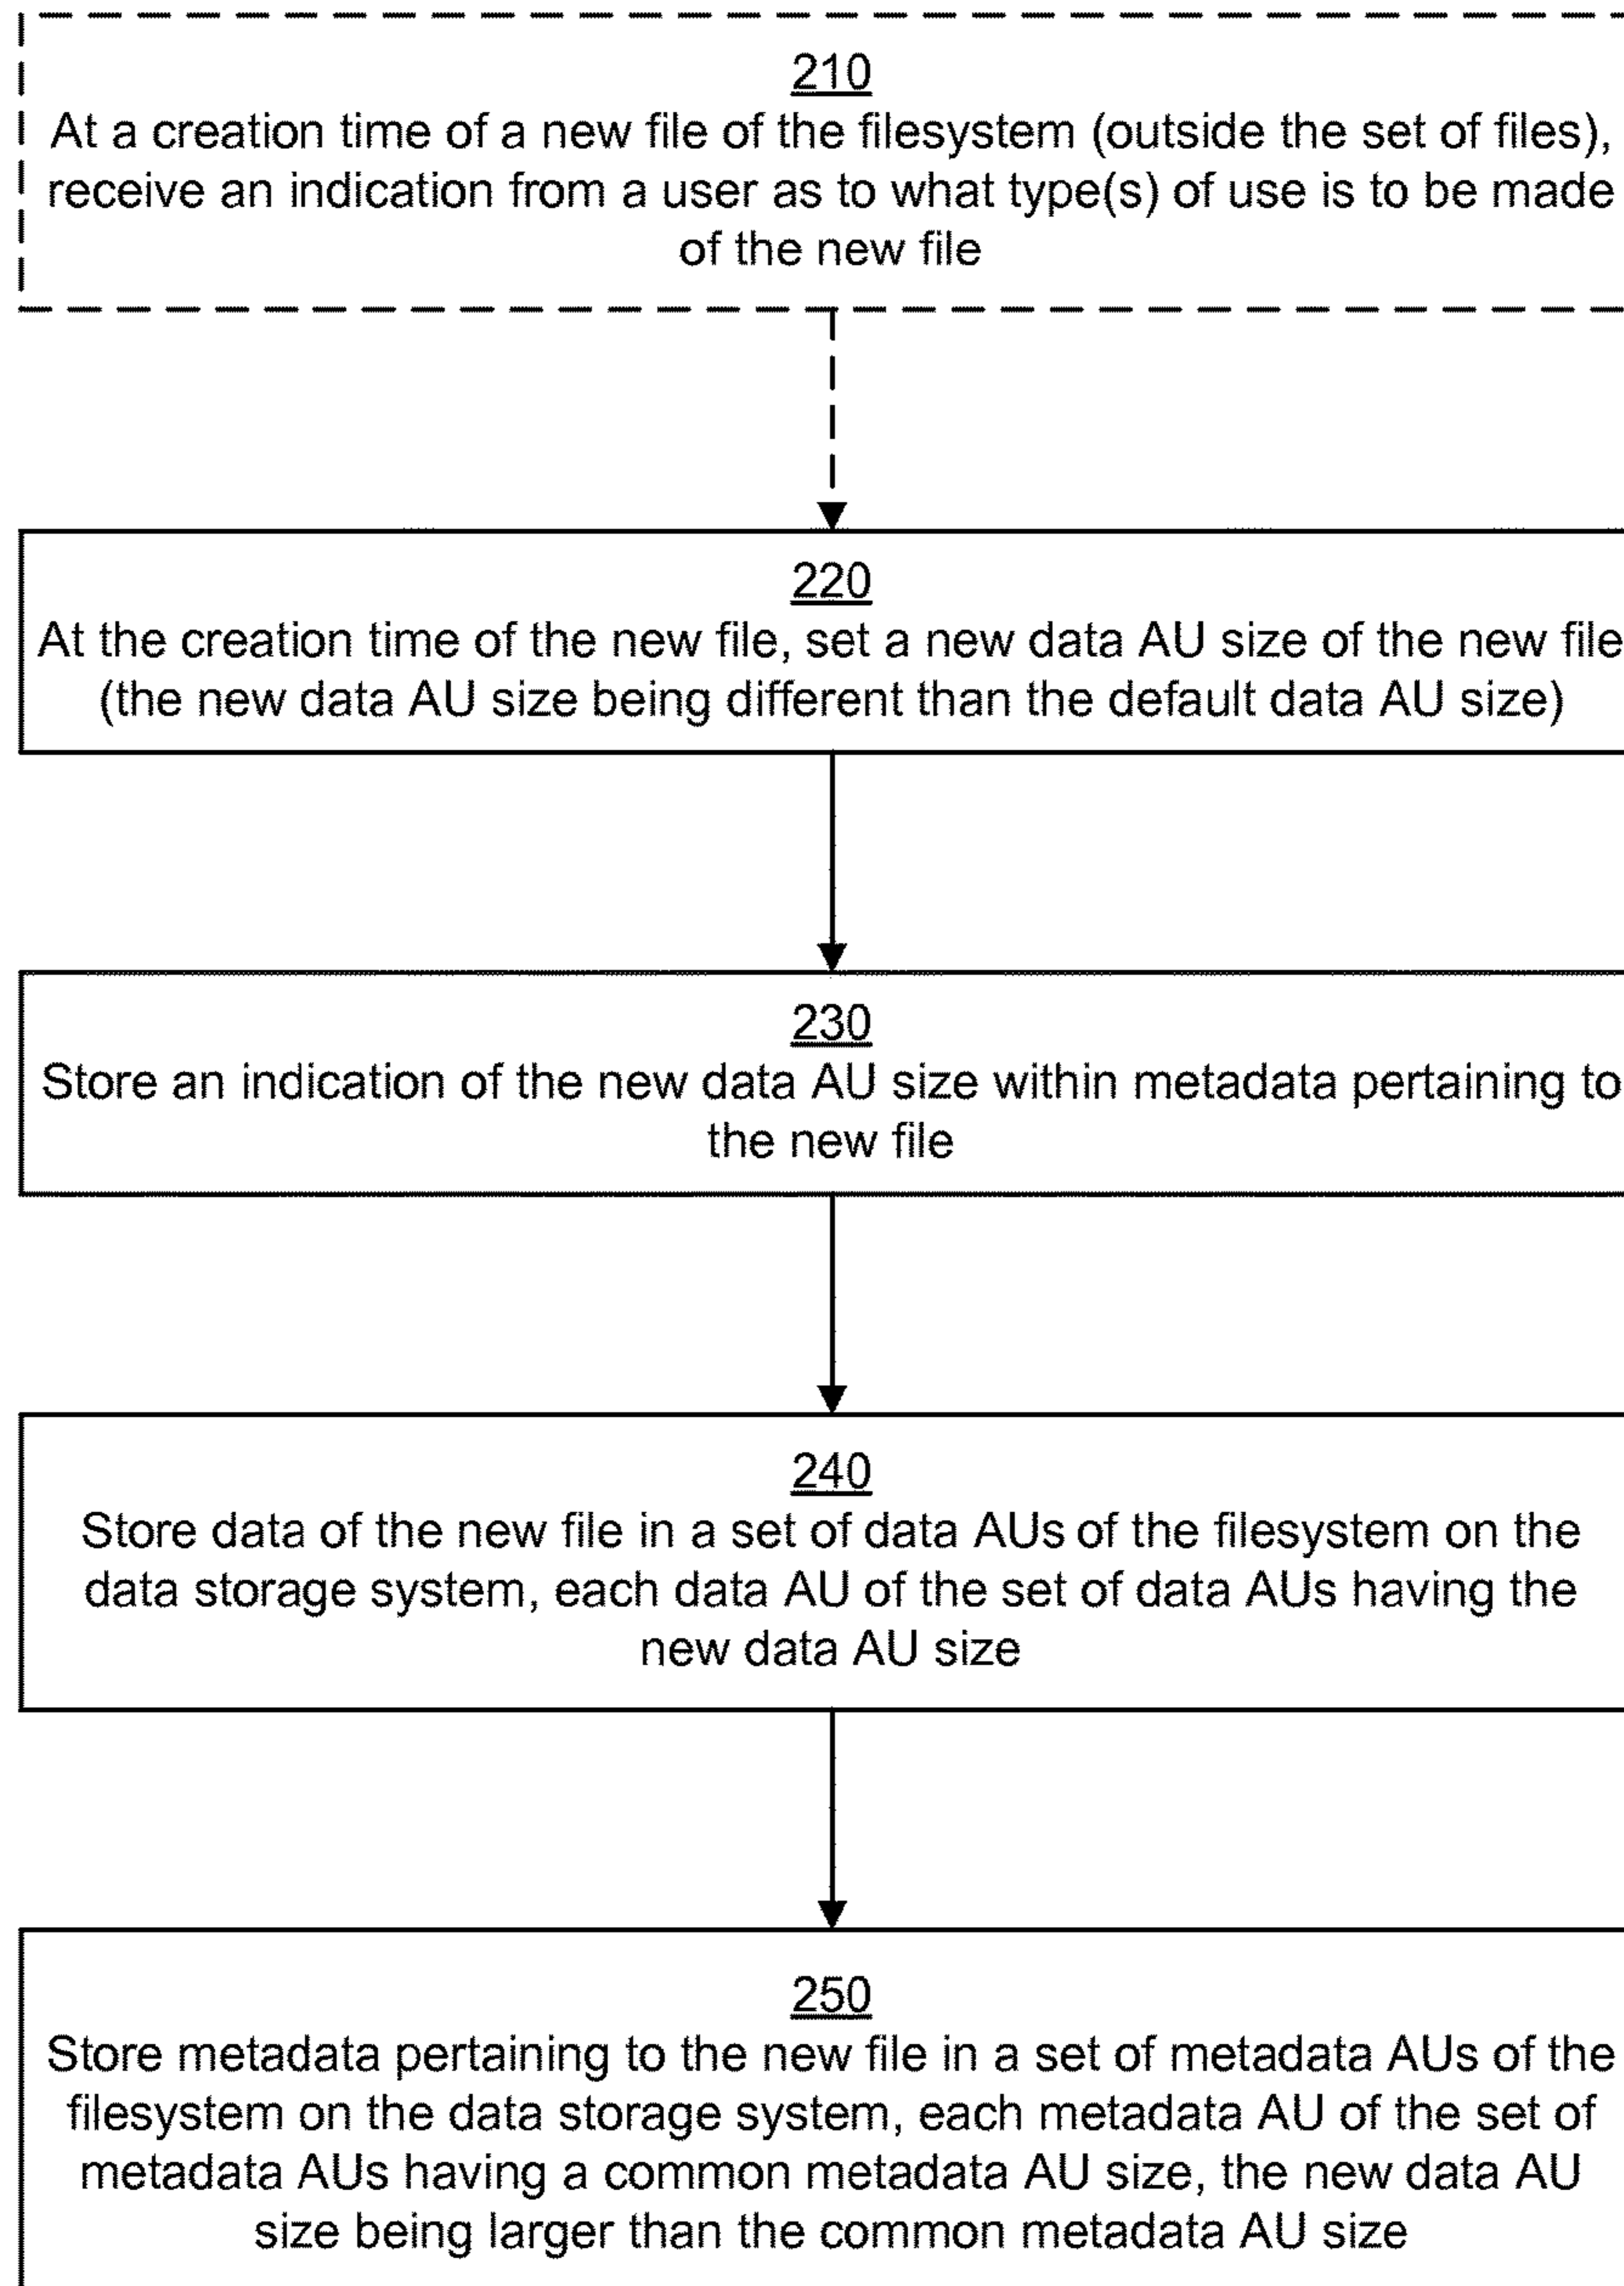 210
At a creation time of a new file of the filesystem (outside the set of files),
receive an indication from a user as to what type(s) of use is to be made
of the new file
220
At the creation time of the new file, set a new data AU size of the new file
(the new data AU size being different than the default data AU size)
230
Store an indication of the new data AU size within metadata pertaining to
the new file
240
Store data of the new file in a set of data AUs of the filesystem on the
data storage system, each data AU of the set of data AUs having the
new data AU size
250
Store metadata pertaining to the new file in a set of metadata AUs of the
filesystem on the data storage system, each metadata AU of the set of
metadata AUs having a common metadata AU size, the new data AU
size being larger than the common metadata AU size